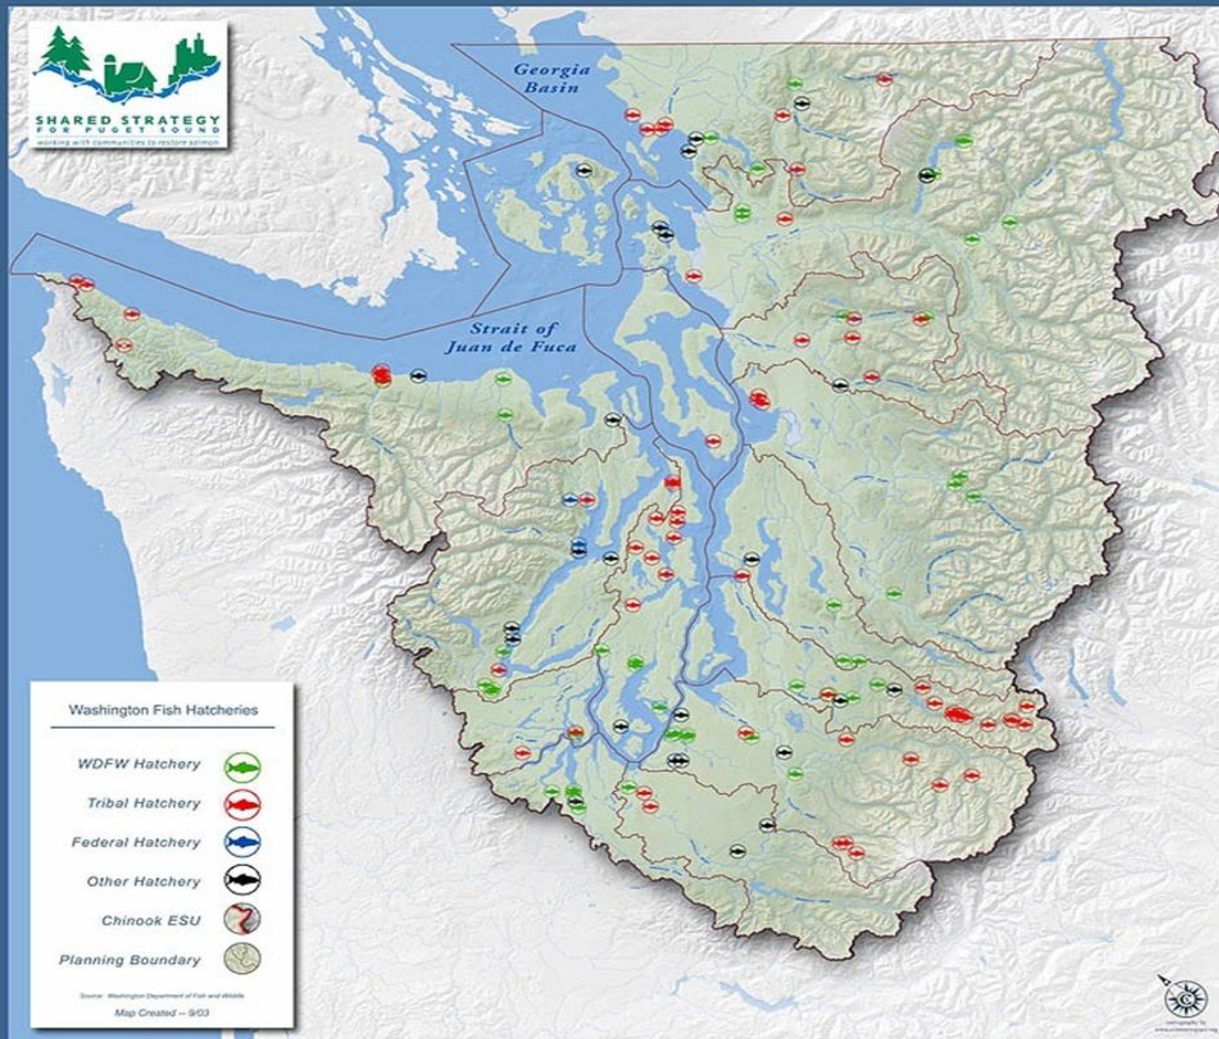 SHARED STRATEGY
FOR PUGET SOUND
working with communities to restore salmon
Georgia
Basin
Strait of
Juan de Fuca
Washington Fish Hatcheries
WDFW Hatchery
Tribal Hatchery
Federal Hatchery
Other Hatchery
Chinook ESU
Planning Boundary
Source: Washington Department of Fish and Wildlife
Map Created -- 9/03
cartography by